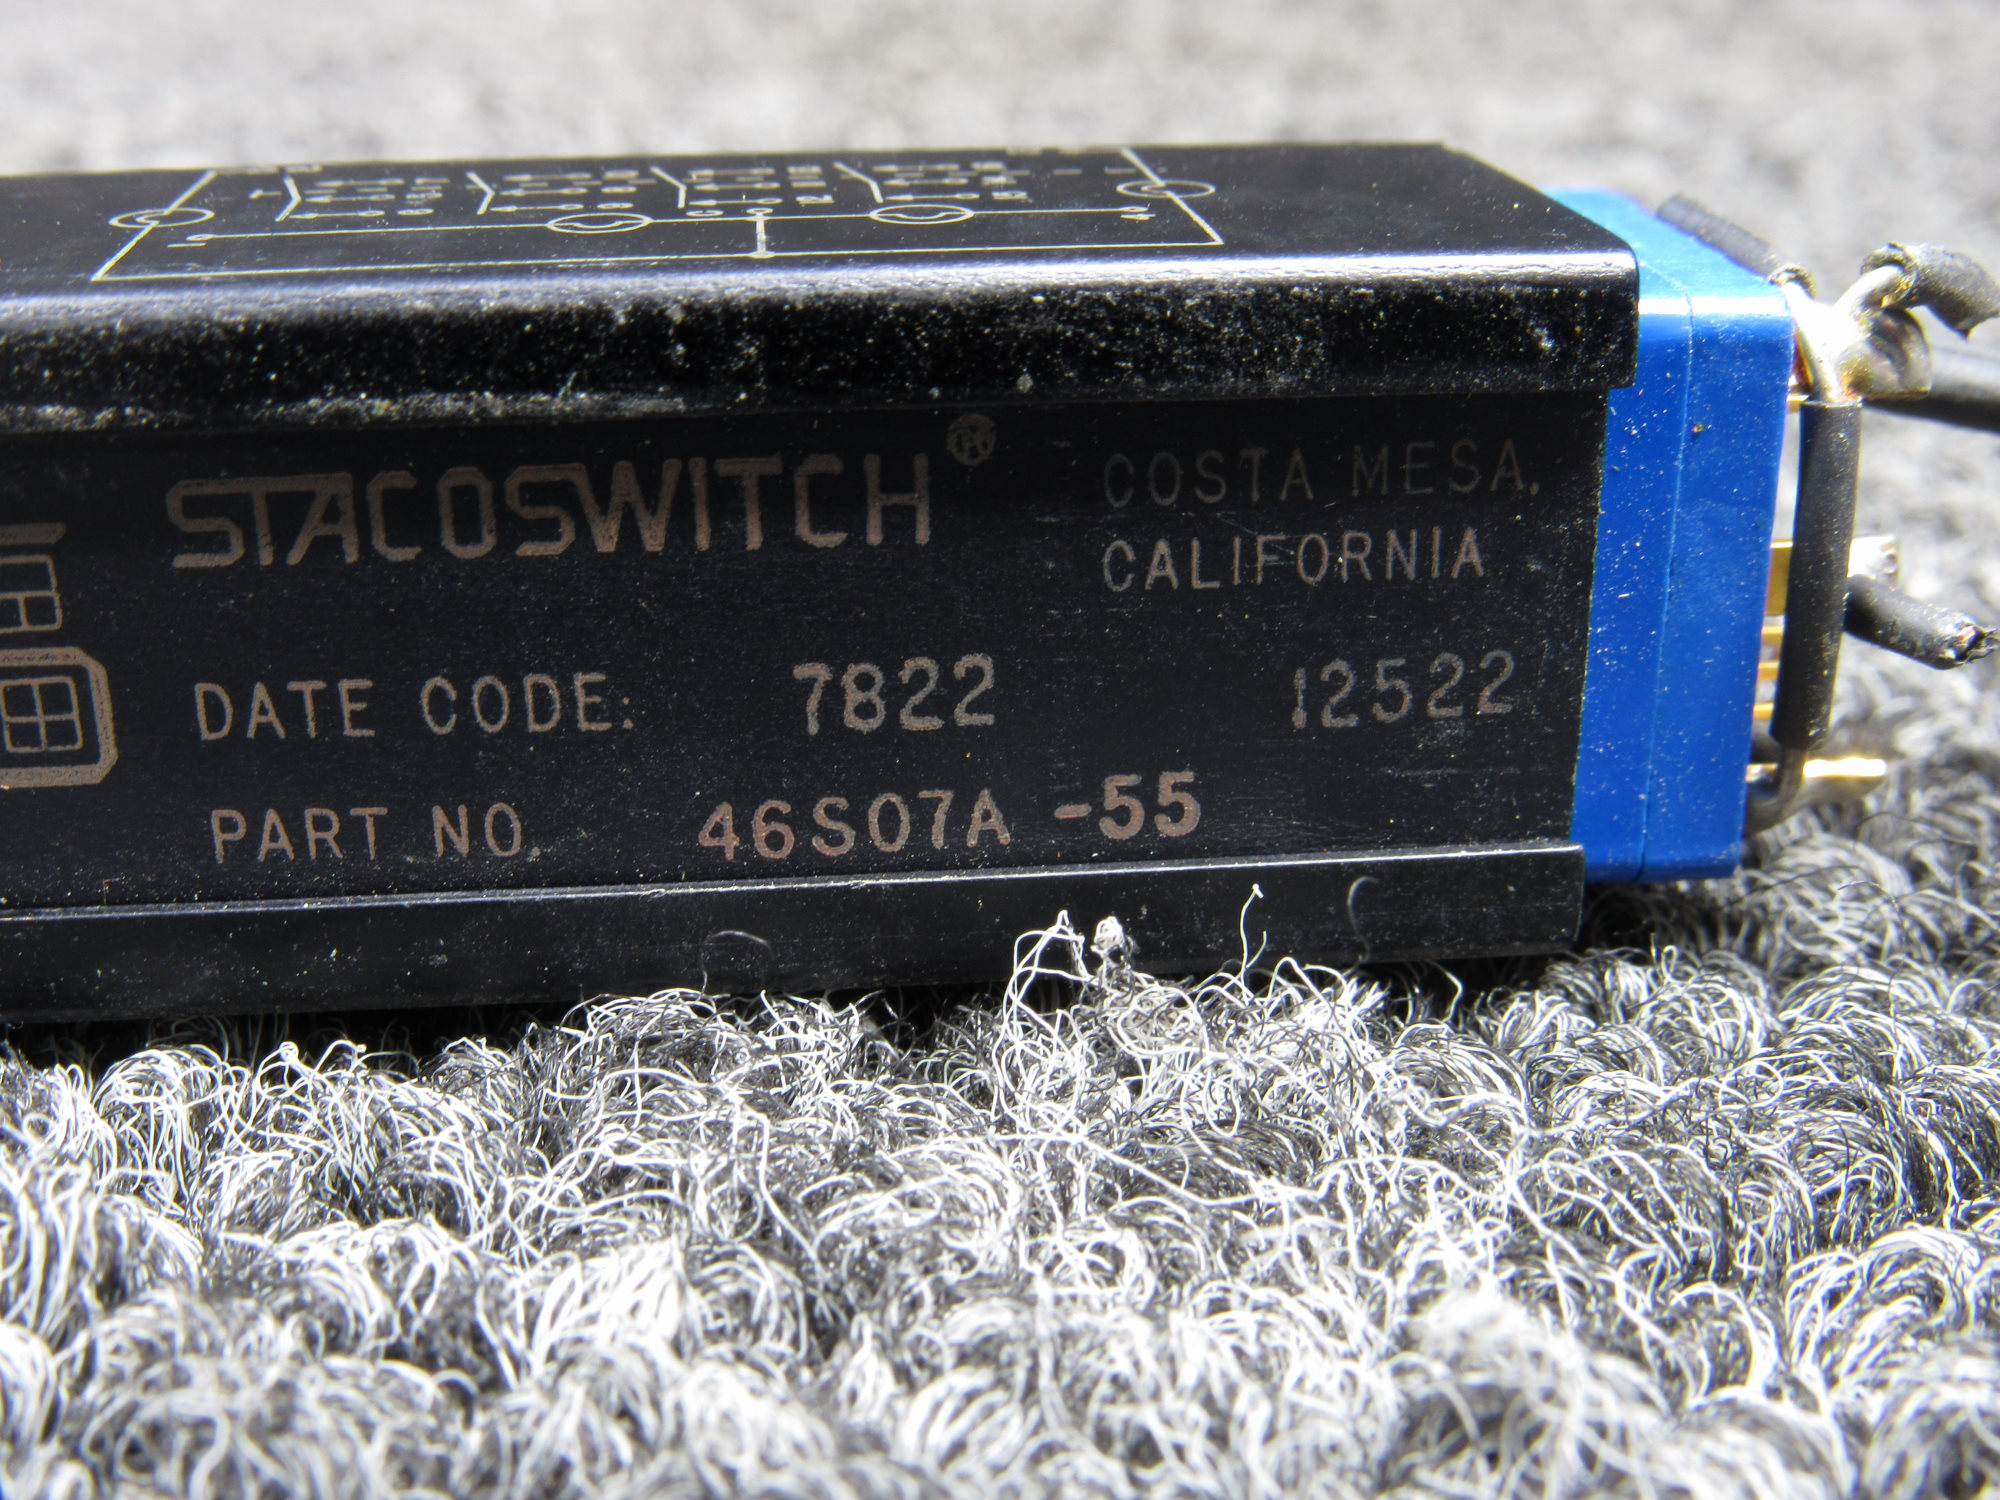 STACOSWITCH®
COSTA MESA,
CALIFORNIA
DATE CODE: 7822 12522
PART NO. 46S07A -55